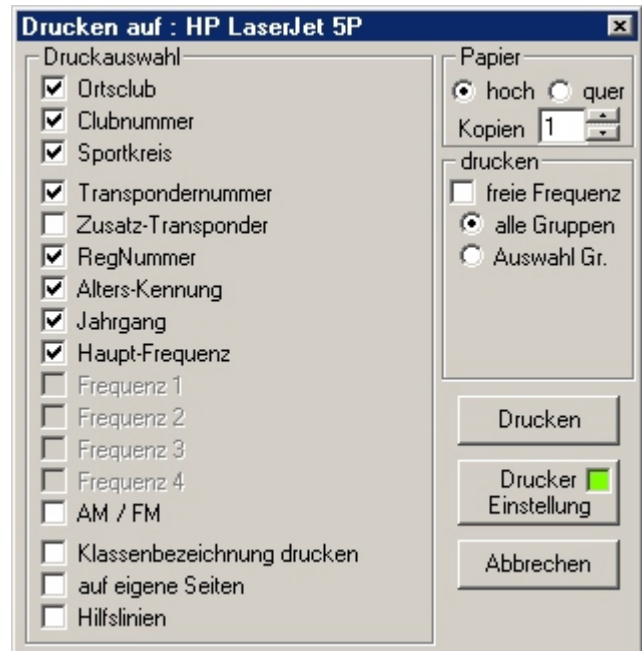 Drucken auf : HP LaserJet 5P
Druckauswahl
Ortsclub
Clubnummer
Sportkreis
Transpondernummer
Zusatz-Transponder
RegNummer
Alters-Kennung
Jahrgang
Haupt-Frequenz
Frequenz 1
Frequenz 2
Frequenz 3
Frequenz 4
AM / FM
Klassenbezeichnung drucken
auf eigene Seiten
Hilfslinien
Papier
hoch quer
Kopien 1
drucken
freie Frequenz
alle Gruppen
Auswahl Gr.
Drucken
Drucker
Einstellung
Abbrechen